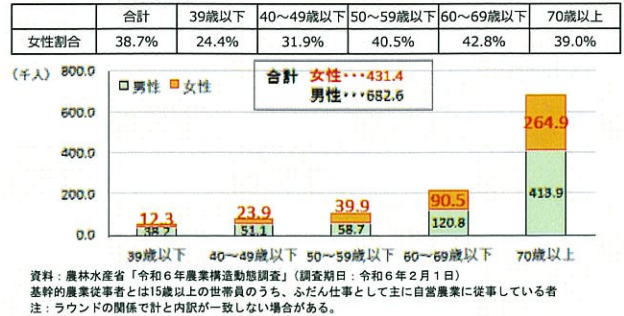 合計 39歳以下 40～49歳以下 50～59歳以下 60～69歳以下 70歳以上
女性割合 38.7% 24.4% 31.9% 40.5% 42.8% 39.0%
(千人)
800.0
600.0
400.0
200.0
0.0
男性 女性
合計 女性･･･431.4
男性･･･682.6
12.3 23.9 39.9 90.5 264.9
38.2 51.1 58.7 120.8 413.9
39歳以下 40～49歳以下 50～59歳以下 60～69歳以下 70歳以上
資料：農林水産省「令和６年農業構造動態調査」（調査期日：令和６年２月１日）
基幹的農業従事者とは15歳以上の世帯員のうち、ふだん仕事として主に自営農業に従事している者
注：ラウンドの関係で計と内訳が一致しない場合がある。